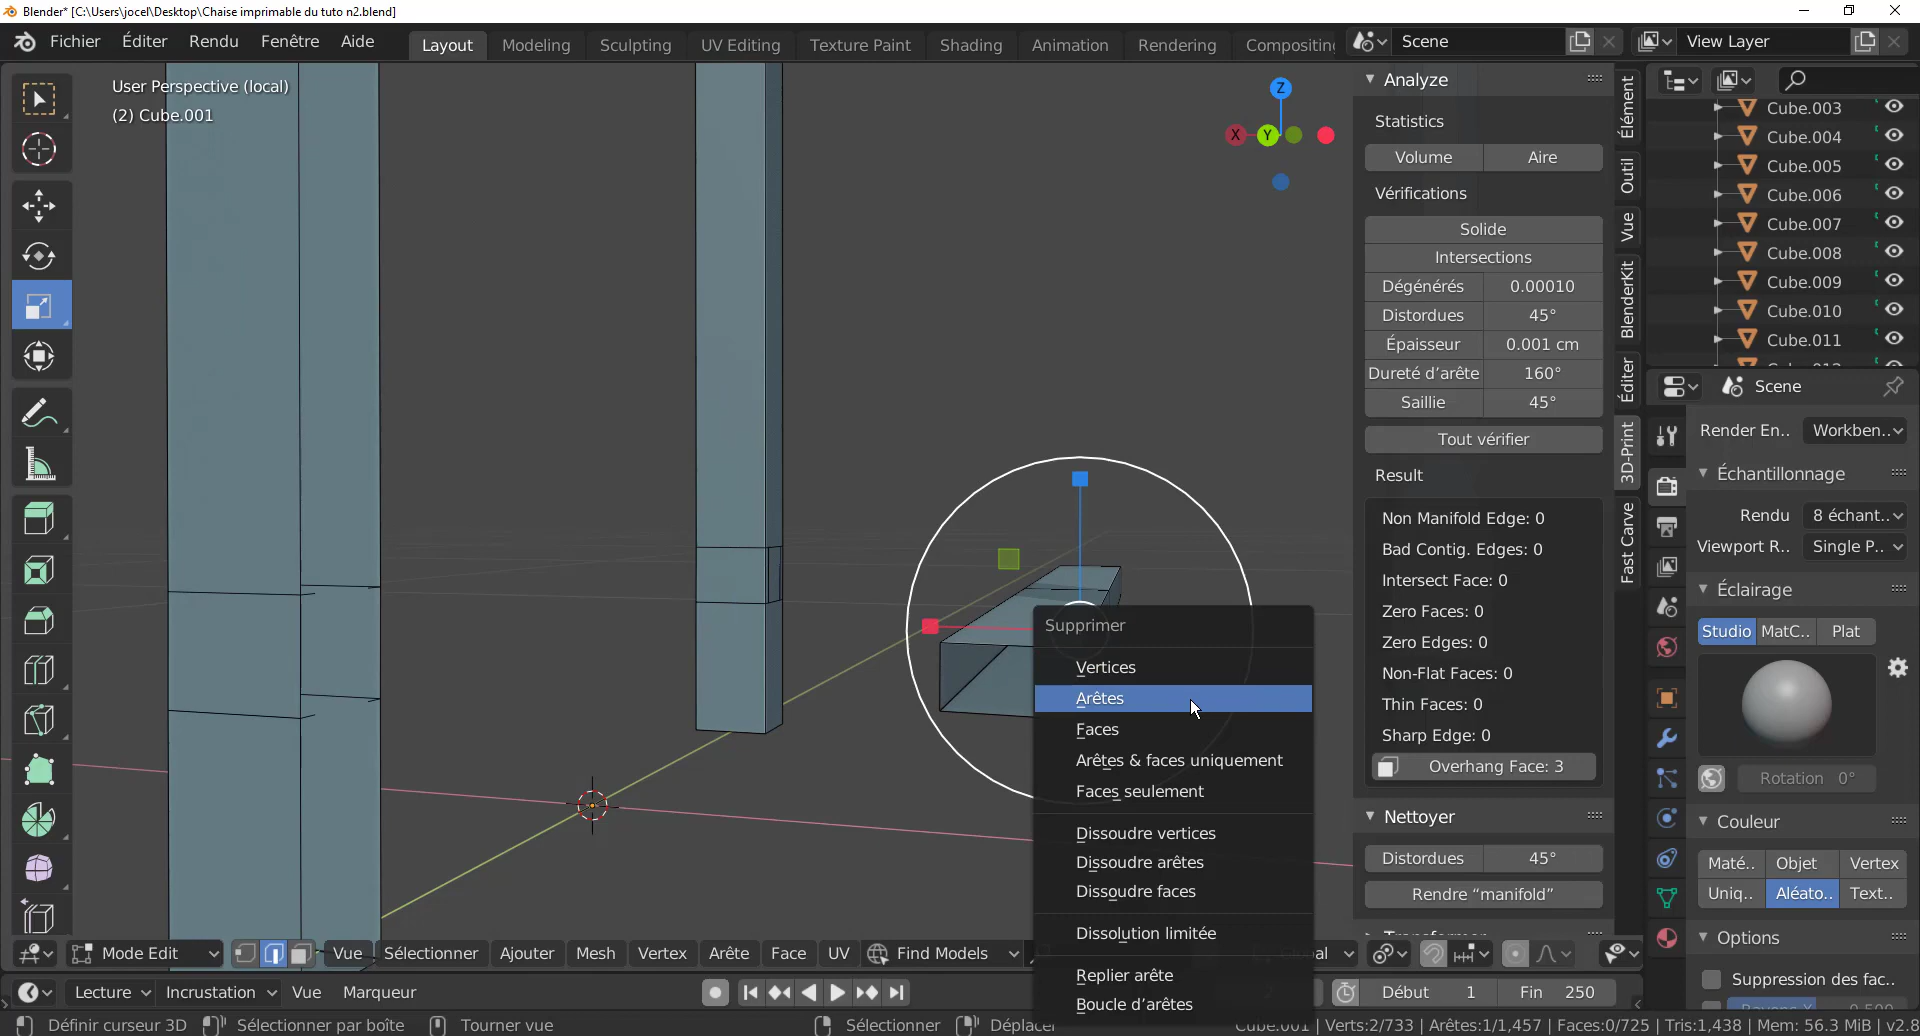 Blender* [C:\Users\jocel\Desktop\Chaise imprimable du tuto n2.blend]
Fichier Éditer Rendu Fenêtre Aide Layout Modeling Sculpting UV Editing Texture Paint Shading Animation Rendering Compositing Scene View Layer
User Perspective (local)
(2) Cube.001
Z
X Y
Analyze
Statistics
Volume Aire
Vérifications
Solide
Intersections
Dégénérés 0.00010
Distordues 45°
Épaisseur 0.001 cm
Dureté d'arête 160°
Saillie 45°
Tout vérifier
Result
Non Manifold Edge: 0
Bad Contig. Edges: 0
Intersect Face: 0
Zero Faces: 0
Zero Edges: 0
Non-Flat Faces: 0
Thin Faces: 0
Sharp Edge: 0
Overhang Face: 3
Nettoyer
Distordues 45°
Rendre “manifold”
Élément
Outil
Vue
BlenderKit
Éditer
3D-Print
Fast Carve
Cube.003
Cube.004
Cube.005
Cube.006
Cube.007
Cube.008
Cube.009
Cube.010
Cube.011
Scene
Render En.. Workben..
Échantillonnage
Rendu 8 échant..
Viewport R.. Single P..
Éclairage
Studio MatC.. Plat
Rotation 0°
Couleur
Maté.. Objet Vertex
Uniq.. Aléato.. Text..
Options
Suppression des fac..
Supprimer
Vertices
Arêtes
Faces
Arêtes & faces uniquement
Faces seulement
Dissoudre vertices
Dissoudre arêtes
Dissoudre faces
Dissolution limitée
Replier arête
Boucle d'arêtes
Mode Edit Vue Sélectionner Ajouter Mesh Vertex Arête Face UV Find Models
Lecture Incrustation Vue Marqueur Début 1 Fin 250
Définir curseur 3D Sélectionner par boîte Tourner vue Sélectionner Déplacer Cube.001 | Verts:2/733 | Arêtes:1/1,457 | Faces:0/725 | Tris:1,438 | Mem: 56.3 MiB | v2.8